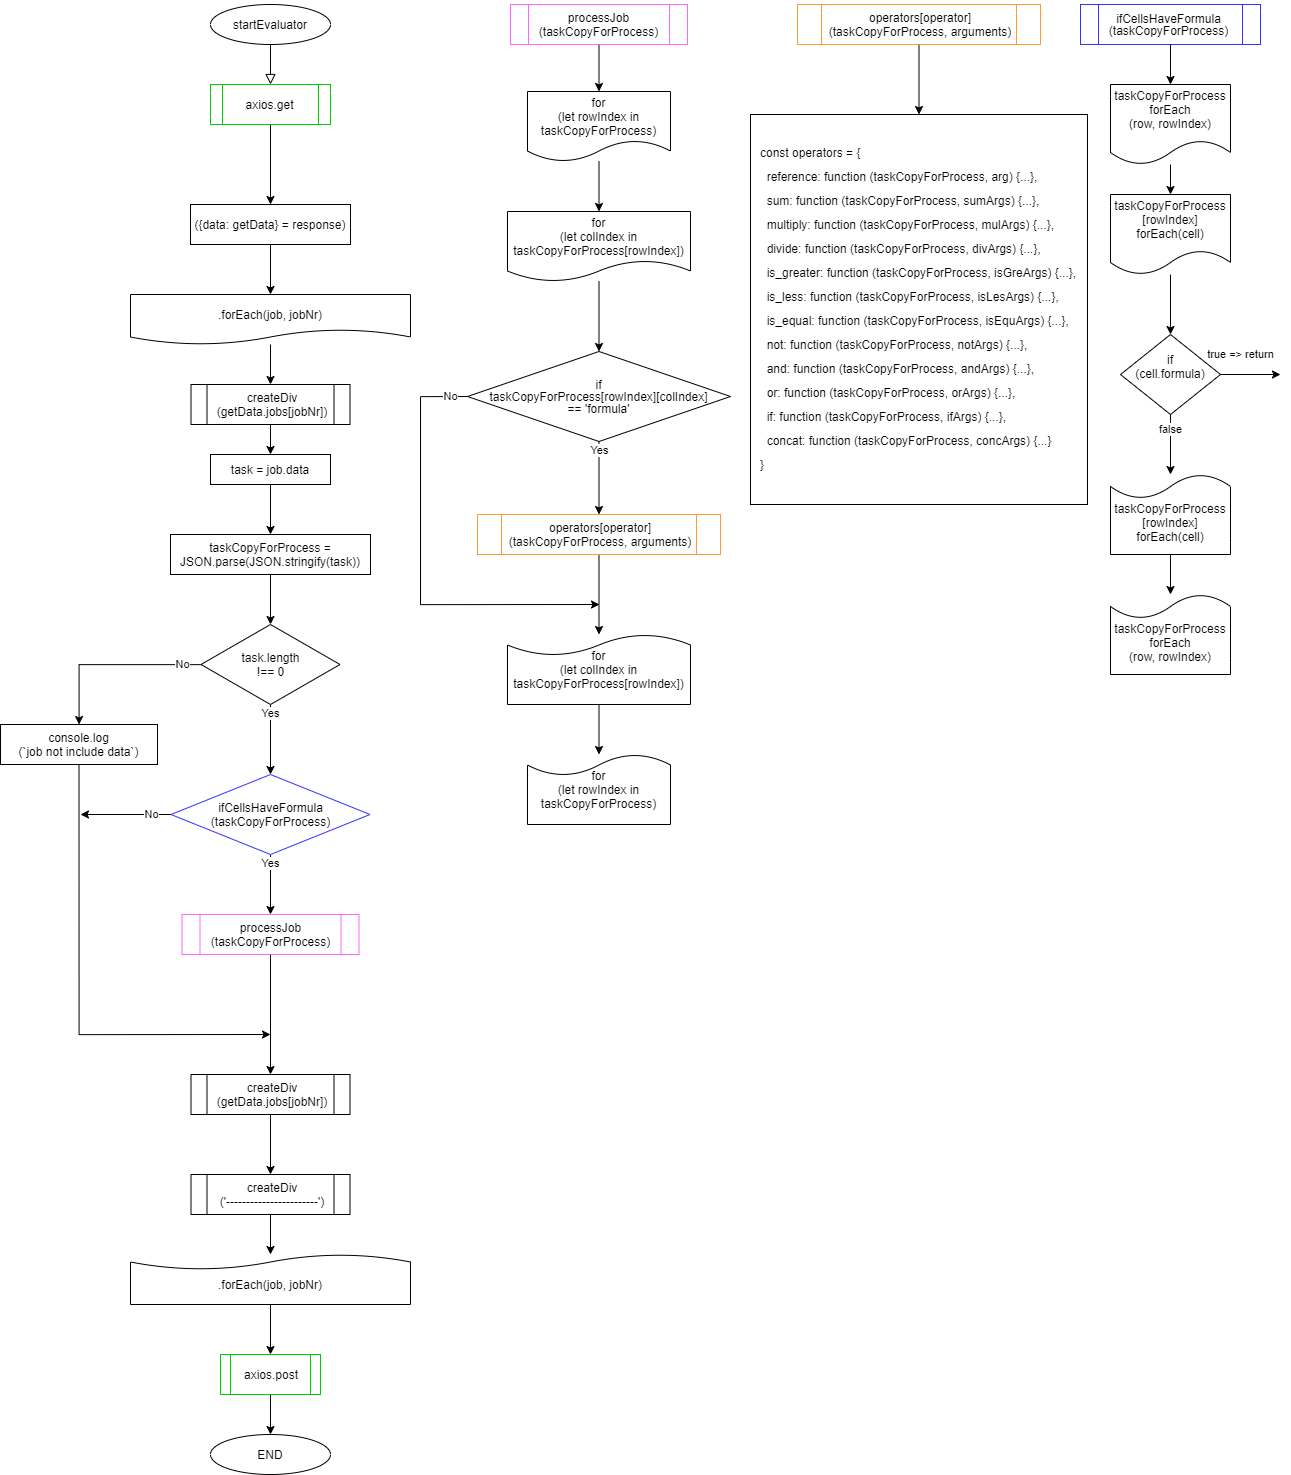 startEvaluator
axios.get
({data: getData} = response)
.forEach(job, jobNr)
createDiv
(getData.jobs[jobNr])
task = job.data
taskCopyForProcess =
JSON.parse(JSON.stringify(task))
task.length
!== 0
No
Yes
console.log
(`job not include data`)
ifCellsHaveFormula
(taskCopyForProcess)
No
Yes
processJob
(taskCopyForProcess)
createDiv
(getData.jobs[jobNr])
createDiv
('-----------------------')
.forEach(job, jobNr)
axios.post
END
processJob
(taskCopyForProcess)
for
(let rowIndex in
taskCopyForProcess)
for
(let colIndex in
taskCopyForProcess[rowIndex])
if
taskCopyForProcess[rowIndex][colIndex]
== 'formula'
No
Yes
operators[operator]
(taskCopyForProcess, arguments)
for
(let colIndex in
taskCopyForProcess[rowIndex])
for
(let rowIndex in
taskCopyForProcess)
operators[operator]
(taskCopyForProcess, arguments)
const operators = {
reference: function (taskCopyForProcess, arg) {...},
sum: function (taskCopyForProcess, sumArgs) {...},
multiply: function (taskCopyForProcess, mulArgs) {...},
divide: function (taskCopyForProcess, divArgs) {...},
is_greater: function (taskCopyForProcess, isGreArgs) {...},
is_less: function (taskCopyForProcess, isLesArgs) {...},
is_equal: function (taskCopyForProcess, isEquArgs) {...},
not: function (taskCopyForProcess, notArgs) {...},
and: function (taskCopyForProcess, andArgs) {...},
or: function (taskCopyForProcess, orArgs) {...},
if: function (taskCopyForProcess, ifArgs) {...},
concat: function (taskCopyForProcess, concArgs) {...}
}
ifCellsHaveFormula
(taskCopyForProcess)
taskCopyForProcess
forEach
(row, rowIndex)
taskCopyForProcess
[rowIndex]
forEach(cell)
if
(cell.formula)
true => return
false
taskCopyForProcess
[rowIndex]
forEach(cell)
taskCopyForProcess
forEach
(row, rowIndex)